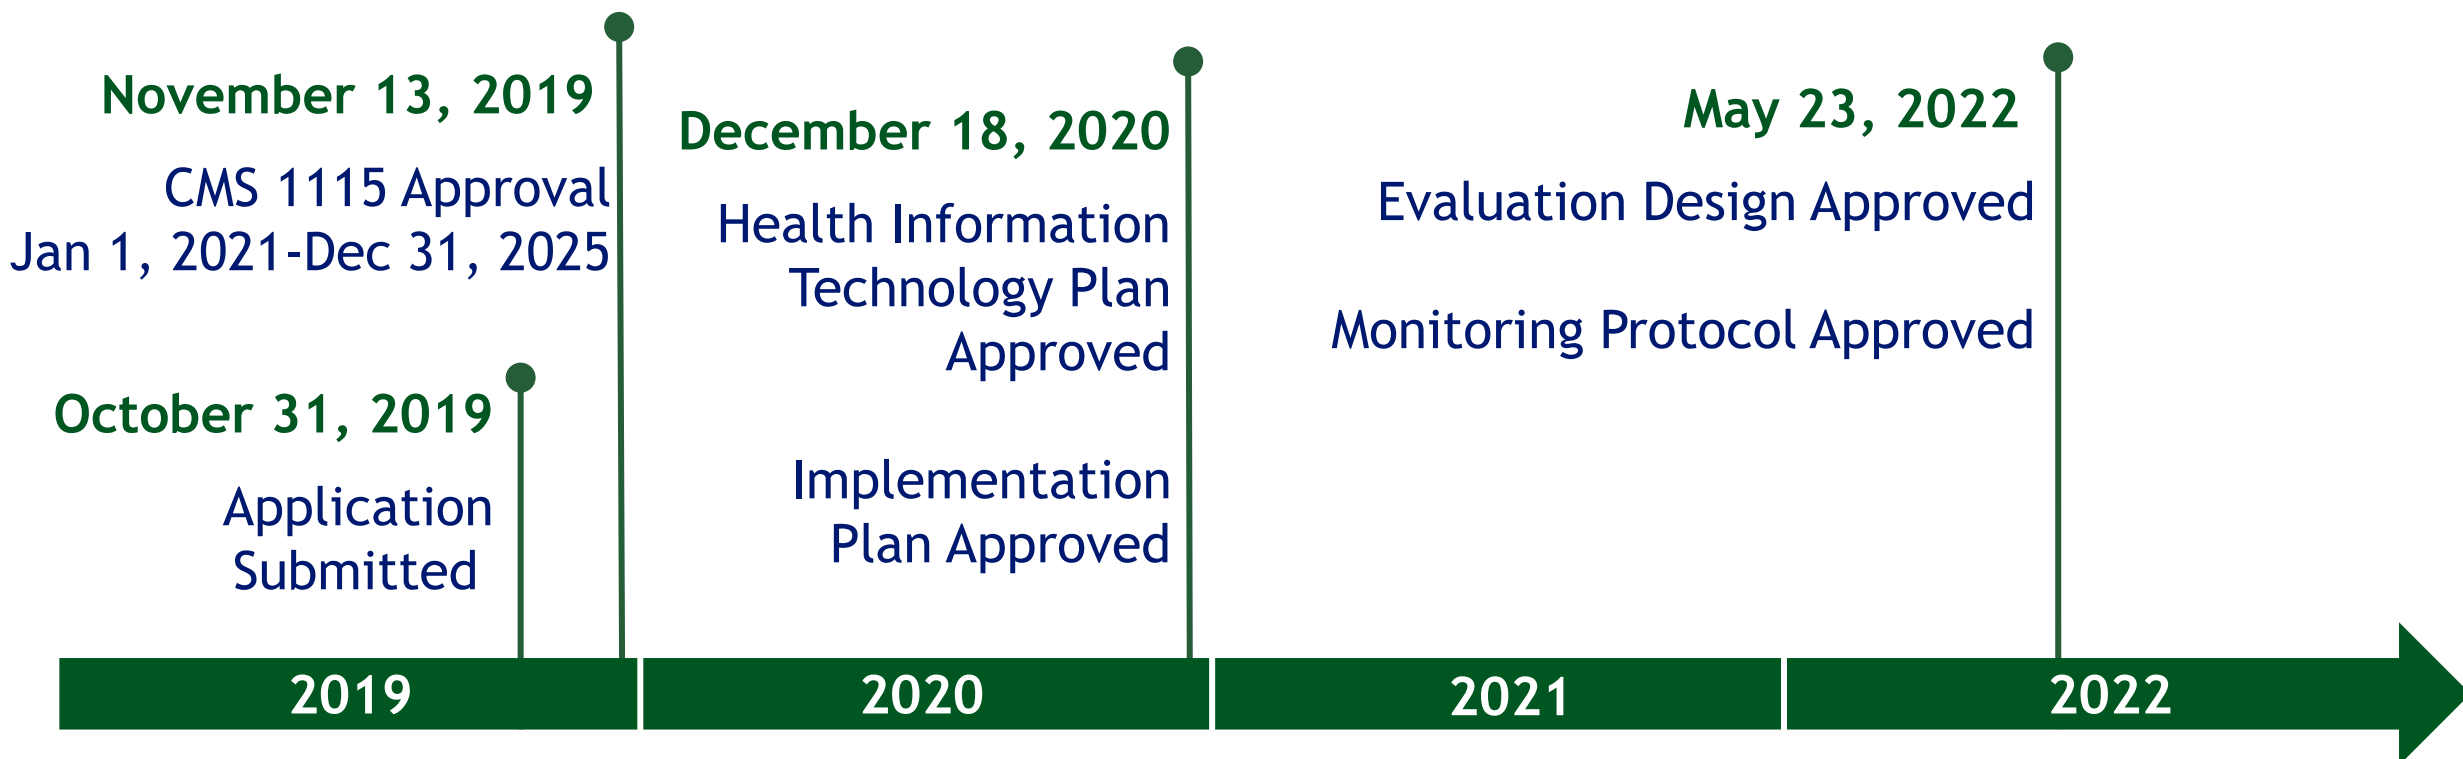 November 13, 2019
CMS 1115 Approval
Jan 1, 2021-Dec 31, 2025
October 31, 2019
Application
Submitted
December 18, 2020
Health Information
Technology Plan
Approved
Implementation
Plan Approved
May 23, 2022
Evaluation Design Approved
Monitoring Protocol Approved
2019
2020
2021
2022